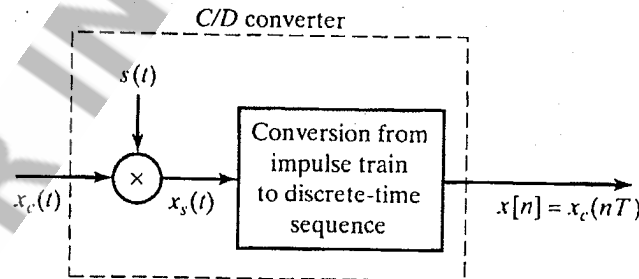 C/D converter
s(t)
×
x_c(t)
x_s(t)
Conversion from
impulse train
to discrete-time
sequence
x[n] = x_c(nT)